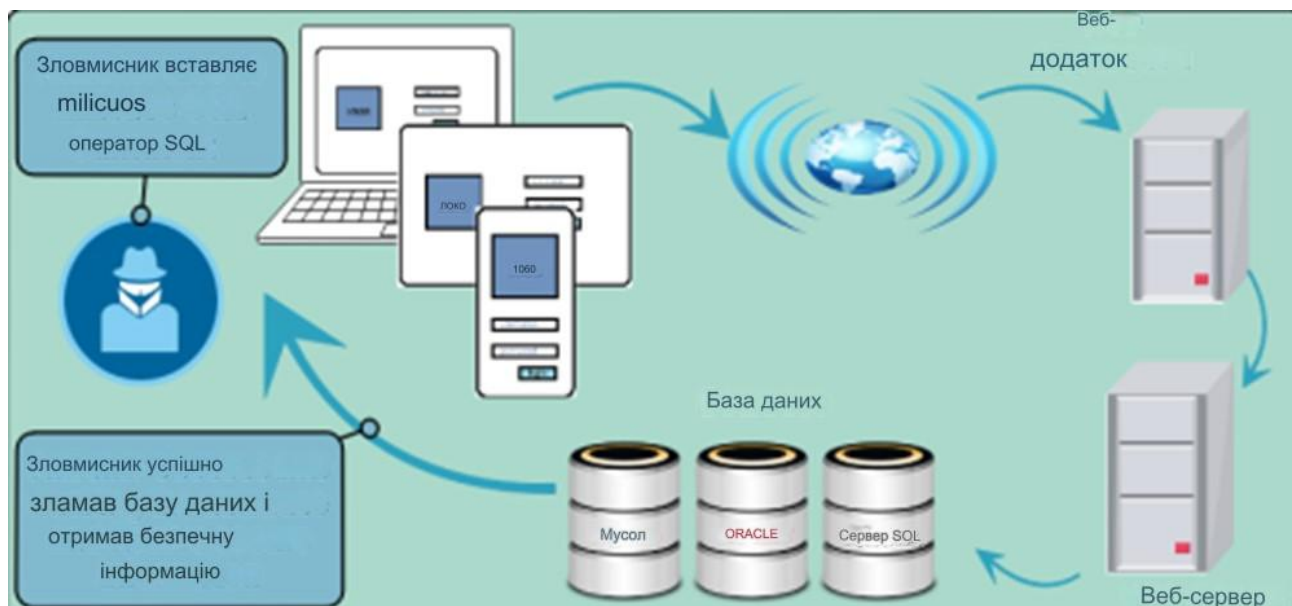 Зловмисник вставляє
milicuos
оператор SQL
Веб-
додаток
ПОКО
1060
База даних
Мусол
ORACLE
Сервер SQL
Зловмисник успішно
зламав базу даних і
отримав безпечну
інформацію
Веб-сервер